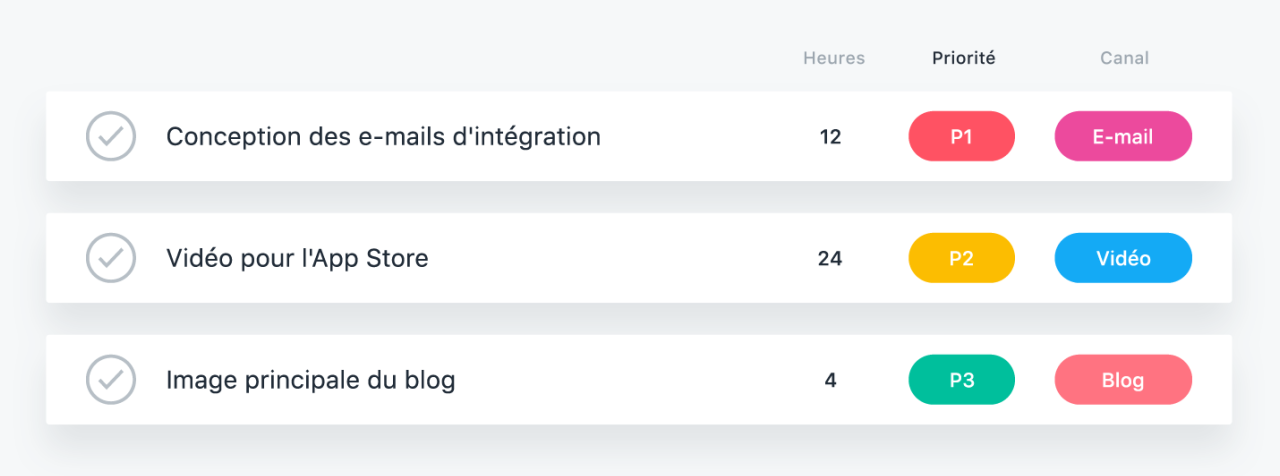 Heures Priorité Canal
Conception des e-mails d'intégration 12 P1 E-mail
Vidéo pour l'App Store 24 P2 Vidéo
Image principale du blog 4 P3 Blog